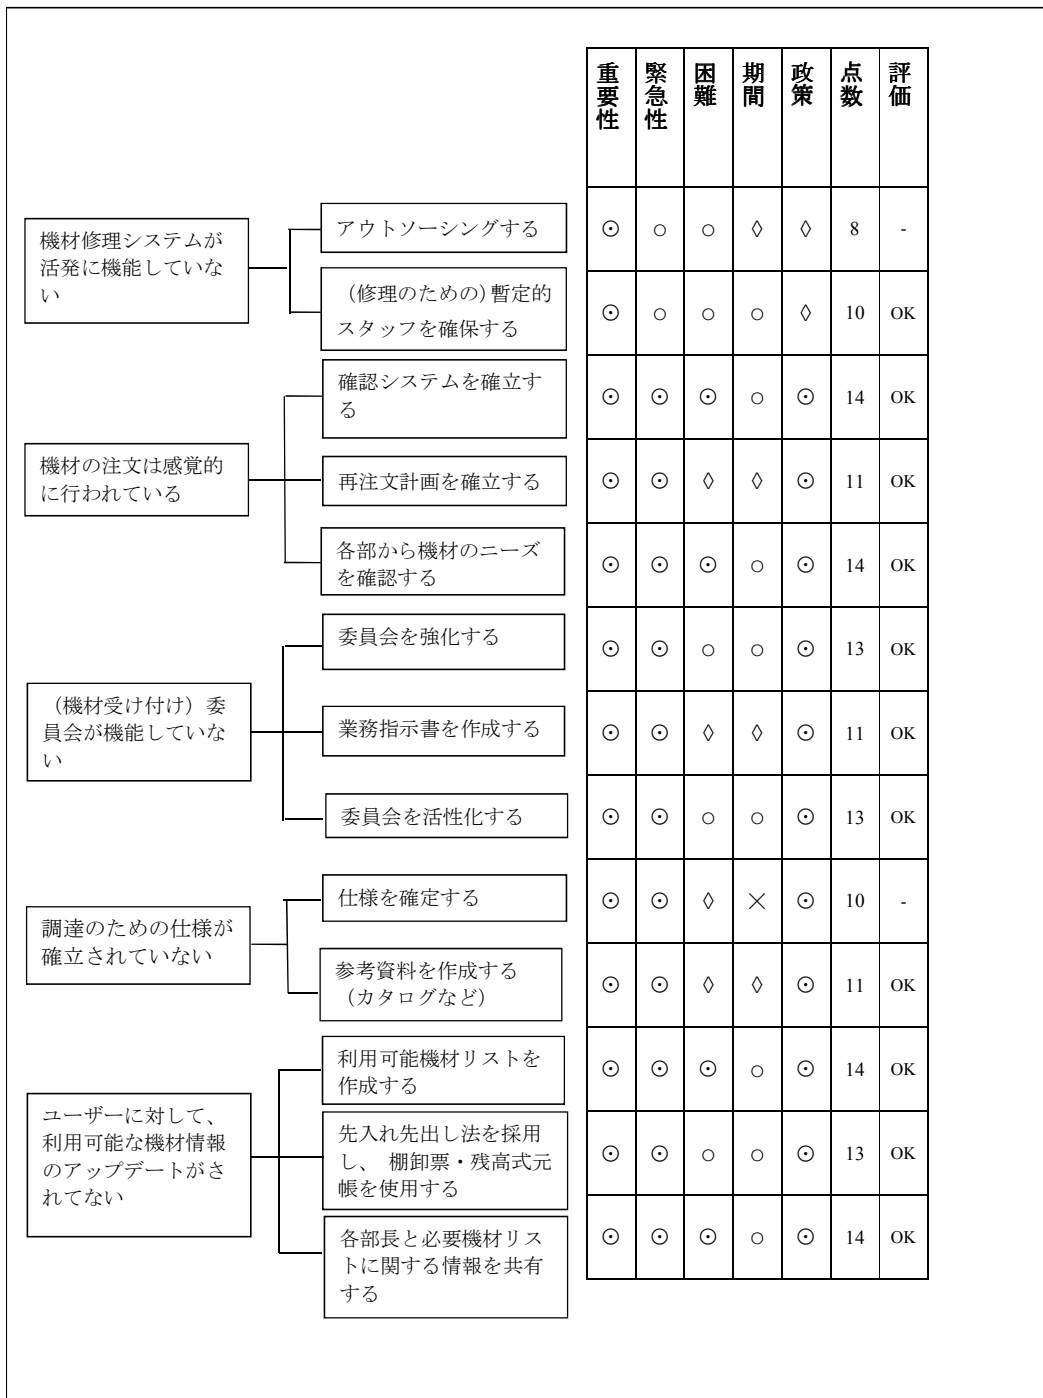 重要性 緊急性 困難 期間 政策 点数 評価
機材修理システムが
活発に機能していな
い
アウトソーシングする
⊙ ○ ○ ◊ ◊ 8 -
（修理のための）暫定的
スタッフを確保する
⊙ ○ ○ ○ ◊ 10 OK
機材の注文は感覚的
に行われている
確認システムを確立す
る
⊙ ⊙ ⊙ ○ ⊙ 14 OK
再注文計画を確立する
⊙ ⊙ ◊ ◊ ⊙ 11 OK
各部から機材のニーズ
を確認する
⊙ ⊙ ⊙ ○ ⊙ 14 OK
（機材受け付け）委
員会が機能していな
い
委員会を強化する
⊙ ⊙ ○ ○ ⊙ 13 OK
業務指示書を作成する
⊙ ⊙ ◊ ◊ ⊙ 11 OK
委員会を活性化する
⊙ ⊙ ○ ○ ⊙ 13 OK
調達のための仕様が
確立されていない
仕様を確定する
⊙ ⊙ ◊ × ⊙ 10 -
参考資料を作成する
（カタログなど）
⊙ ⊙ ◊ ◊ ⊙ 11 OK
ユーザーに対して、
利用可能な機材情報
のアップデートがさ
れてない
利用可能機材リストを
作成する
⊙ ⊙ ⊙ ○ ⊙ 14 OK
先入れ先出し法を採用
し、 棚卸票・残高式元
帳を使用する
⊙ ⊙ ○ ○ ⊙ 13 OK
各部長と必要機材リス
トに関する情報を共有
する
⊙ ⊙ ⊙ ○ ⊙ 14 OK